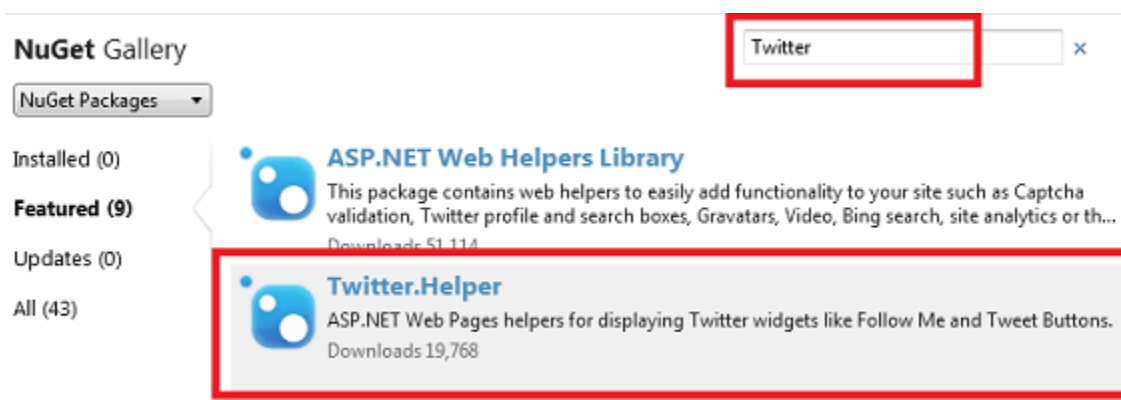 NuGet Gallery
Twitter
×
NuGet Packages
Installed (0)
Featured (9)
Updates (0)
All (43)
ASP.NET Web Helpers Library
This package contains web helpers to easily add functionality to your site such as Captcha
validation, Twitter profile and search boxes, Gravatars, Video, Bing search, site analytics or th...
Downloads 51,114
Twitter.Helper
ASP.NET Web Pages helpers for displaying Twitter widgets like Follow Me and Tweet Buttons.
Downloads 19,768